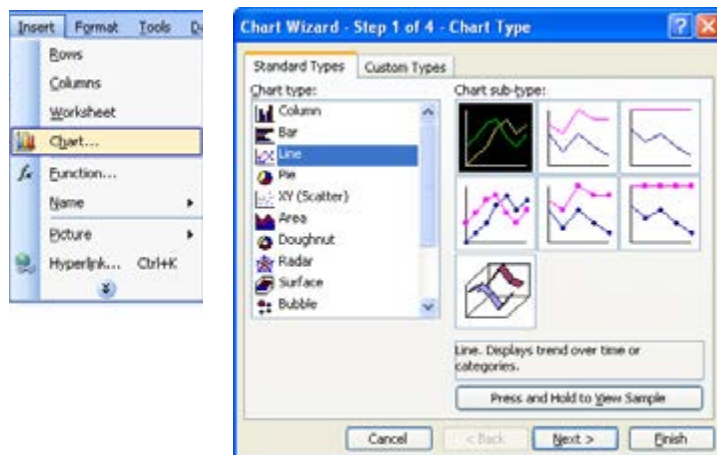 Insert Format Tools
Rows
Columns
Worksheet
Chart...
fx Function...
Name
Picture
Hyperlink... Ctrl+K
Chart Wizard - Step 1 of 4 - Chart Type
Standard Types Custom Types
Chart type:
Column
Bar
Line
Pie
XY (Scatter)
Area
Doughnut
Radar
Surface
Bubble
Chart sub-type:
Line. Displays trend over time or
categories.
Press and Hold to View Sample
Cancel < Back Next > Finish